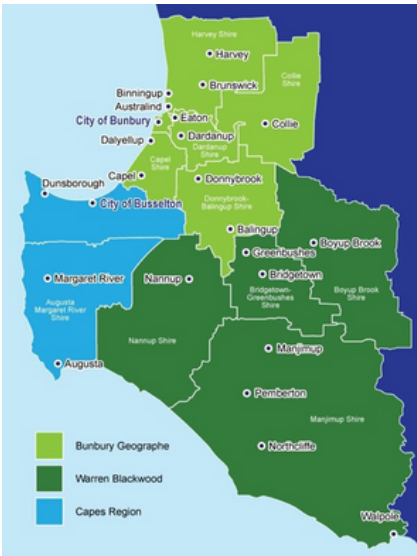 Harvey Shire
Harvey
Collie
Shire
Brunswick
Binningup
Australind
City of Bunbury
Eaton
Collie
Dardanup
Dardanup
Shire
Dalyellup
Capel
Shire
Capel
Donnybrook
Dunsborough
Donnybrook-
Balingup Shire
City of Busselton
Balingup
Boyup Brook
Greenbushes
Margaret River
Nannup
Bridgetown
Bridgetown-
Greenbushes
Shire
Boyup Brook
Shire
Augusta
Margaret River
Shire
Nannup Shire
Manjimup
Augusta
Pemberton
Manjimup Shire
Northcliffe
Bunbury Geographe
Warren Blackwood
Capes Region
Walpole